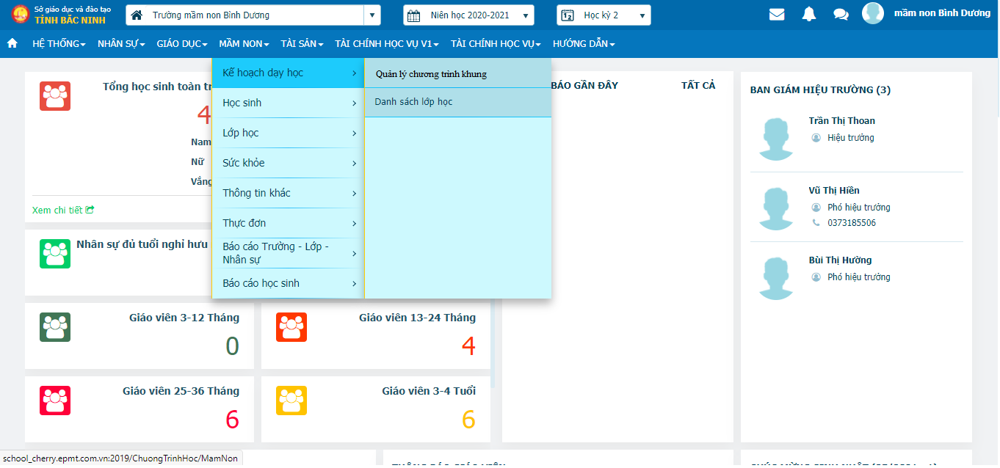 Sở giáo dục và đào tạo
TỈNH BẮC NINH
Trường mầm non Bình Dương
Niên học 2020-2021
Học kỳ 2
mầm non Bình Dương
HỆ THỐNG
NHÂN SỰ
GIÁO DỤC
MẦM NON
TÀI SẢN
TÀI CHÍNH HỌC VỤ V1
TÀI CHÍNH HỌC VỤ
HƯỚNG DẪN
Kế hoạch dạy học
Học sinh
Lớp học
Sức khỏe
Thông tin khác
Thực đơn
Báo cáo Trường - Lớp -
Nhân sự
Báo cáo học sinh
Quản lý chương trình khung
Danh sách lớp học
Tổng học sinh toàn
4
Nam
Nữ
Vắng
Xem chi tiết
Nhân sự đủ tuổi nghỉ hưu
Giáo viên 3-12 Tháng
0
Giáo viên 13-24 Tháng
4
Giáo viên 25-36 Tháng
6
Giáo viên 3-4 Tuổi
6
BÁO GẦN ĐÂY
TẤT CẢ
BAN GIÁM HIỆU TRƯỜNG (3)
Trần Thị Thoan
Hiệu trưởng
Vũ Thị Hiền
Phó hiệu trưởng
0373185506
Bùi Thị Hường
Phó hiệu trưởng
school_cherry.epmt.com.vn:2019/ChuongTrinhHoc/MamNon